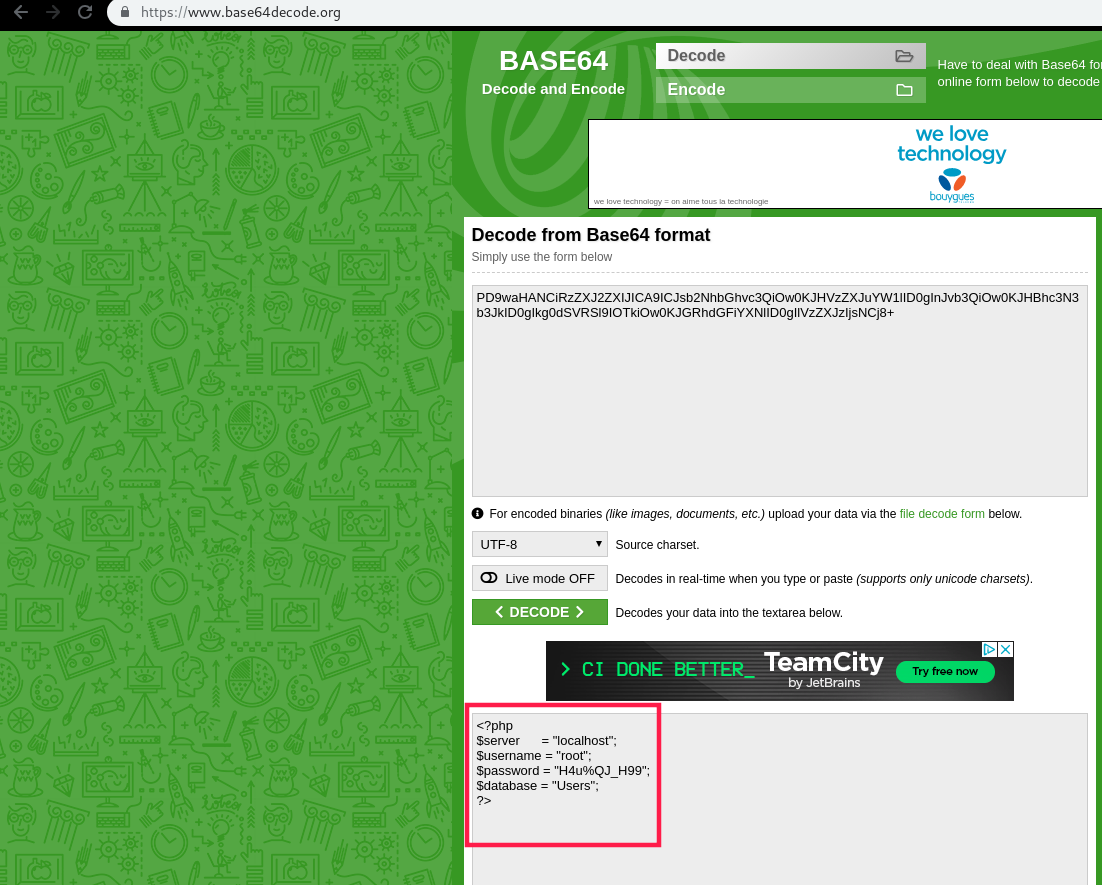 https://www.base64decode.org
BASE64
Decode and Encode
Decode
Encode
Have to deal with Base64 for
online form below to decode
we love
technology
bouygues
we love technology = on aime tous la technologie
Decode from Base64 format
Simply use the form below
PD9waHANCiRzZXJ2ZXIJICA9ICJsb2NhbGhvc3QiOw0KJHVzZXJuYW1lID0gInJvb3QiOw0KJHBhc3N3
b3JkID0gIkg0dSVRSl9IOTkiOw0KJGRhdGFiYXNlID0gIlVzZXJzIjsNCj8+
For encoded binaries (like images, documents, etc.) upload your data via the file decode form below.
UTF-8 Source charset.
Live mode OFF Decodes in real-time when you type or paste (supports only unicode charsets).
< DECODE > Decodes your data into the textarea below.
> CI DONE BETTER_ TeamCity
by JetBrains
Try free now
<?php
$server = "localhost";
$username = "root";
$password = "H4u%QJ_H99";
$database = "Users";
?>